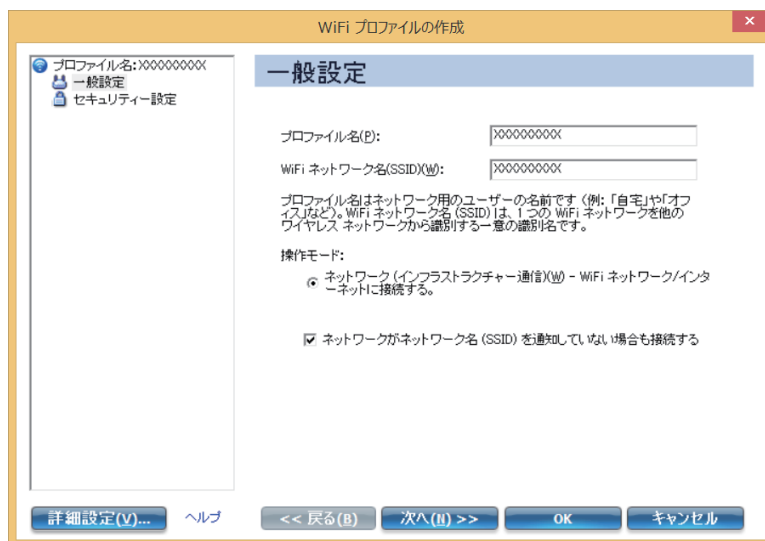 WiFi プロファイルの作成
×
プロファイル名:XXXXXXXXX
一般設定
セキュリティー設定
一般設定
プロファイル名(P):
XXXXXXXXX
WiFi ネットワーク名(SSID)(W):
XXXXXXXXX
プロファイル名はネットワーク用のユーザーの名前です (例: 「自宅」や「オフ
ィス」など)。WiFi ネットワーク名 (SSID) は、1 つの WiFi ネットワークを他の
ワイヤレス ネットワークから識別する一意の識別名です。
操作モード:
ネットワーク (インフラストラクチャー通信)(W) - WiFi ネットワーク/インタ
ーネットに接続する。
ネットワークがネットワーク名 (SSID) を通知していない場合も接続する
詳細設定(V)...
ヘルプ
<< 戻る(B)
次へ(N) >>
OK
キャンセル